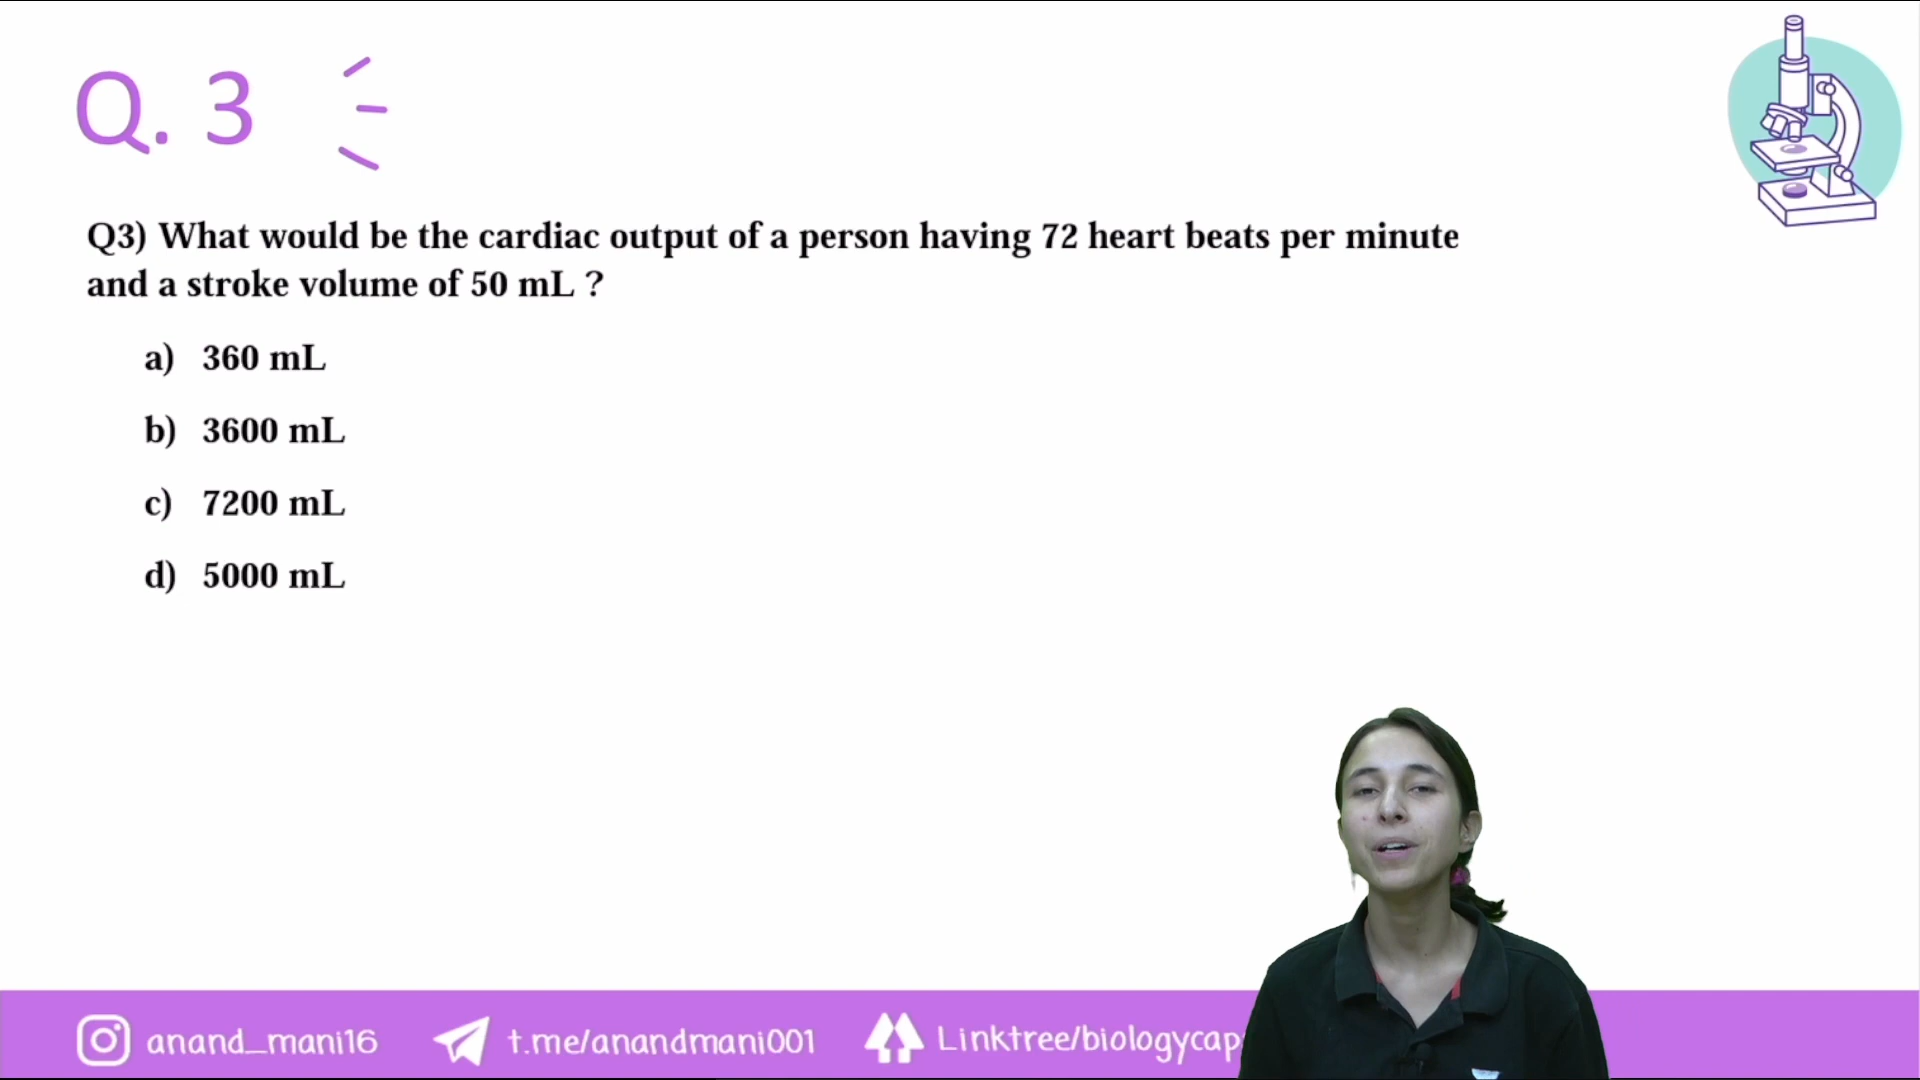 Q. 3
Q3) What would be the cardiac output of a person having 72 heart beats per minute
and a stroke volume of 50 mL ?
a) 360 mL
b) 3600 mL
c) 7200 mL
d) 5000 mL
anand_mani16 t.me/anandmani001 Linktree/biologycap